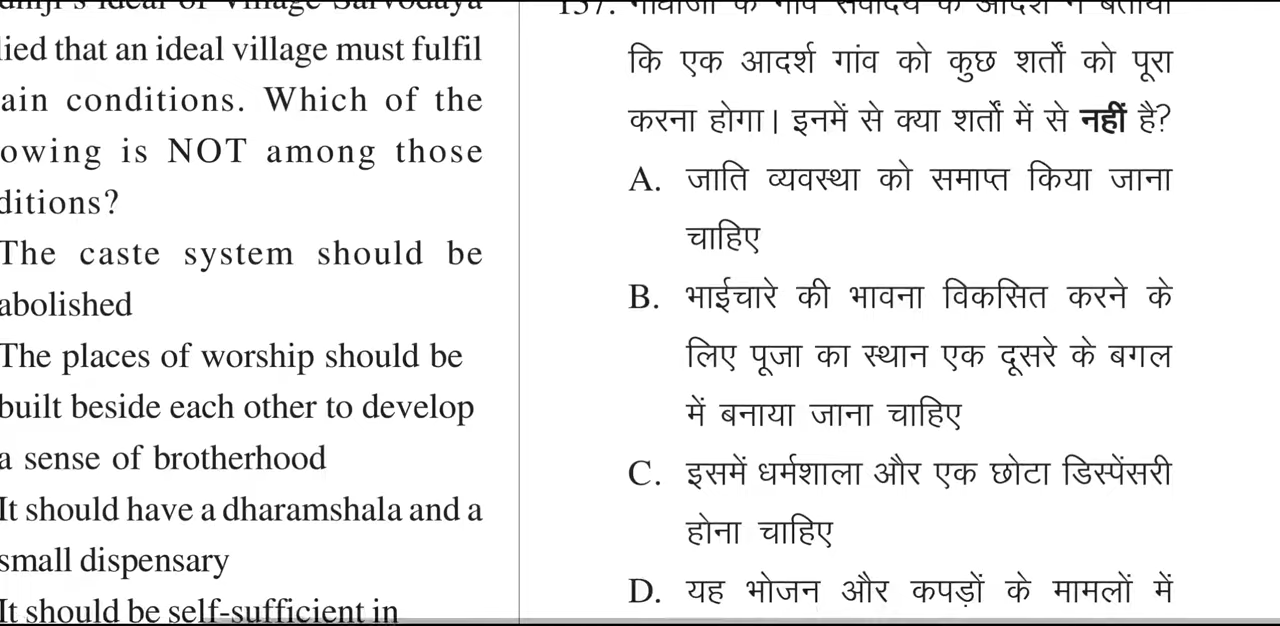 lied that an ideal village must fulfil
ain conditions. Which of the
owing is NOT among those
ditions?
The caste system should be
abolished
The places of worship should be
built beside each other to develop
a sense of brotherhood
It should have a dharamshala and a
small dispensary
It should be self-sufficient in
कि एक आदर्श गांव को कुछ शर्तों को पूरा
करना होगा। इनमें से क्या शर्तों में से नहीं है?
A. जाति व्यवस्था को समाप्त किया जाना
चाहिए
B. भाईचारे की भावना विकसित करने के
लिए पूजा का स्थान एक दूसरे के बगल
में बनाया जाना चाहिए
C. इसमें धर्मशाला और एक छोटा डिस्पेंसरी
होना चाहिए
D. यह भोजन और कपड़ों के मामलों में